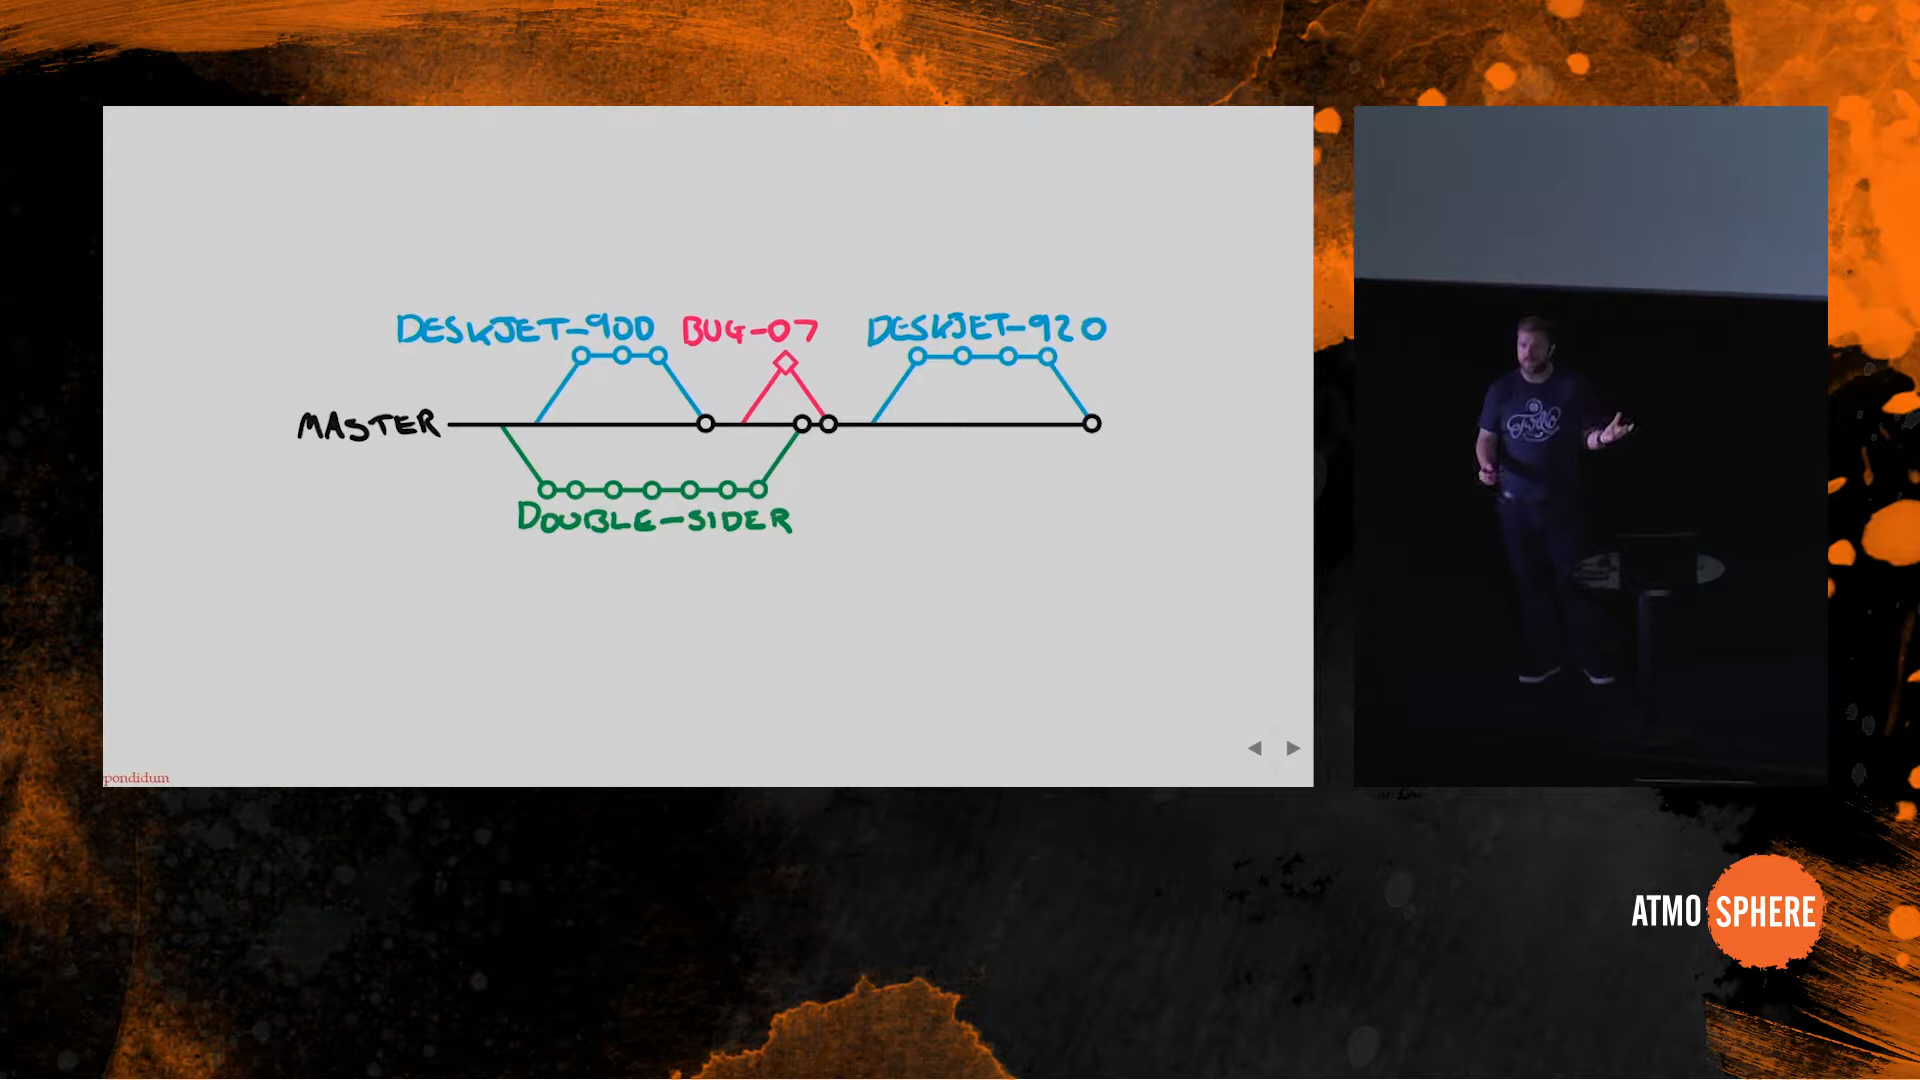 DESKJET-900 BUG-07 DESKJET-920
MASTER
DOUBLE-SIDER
pondidum
ATMO SPHERE